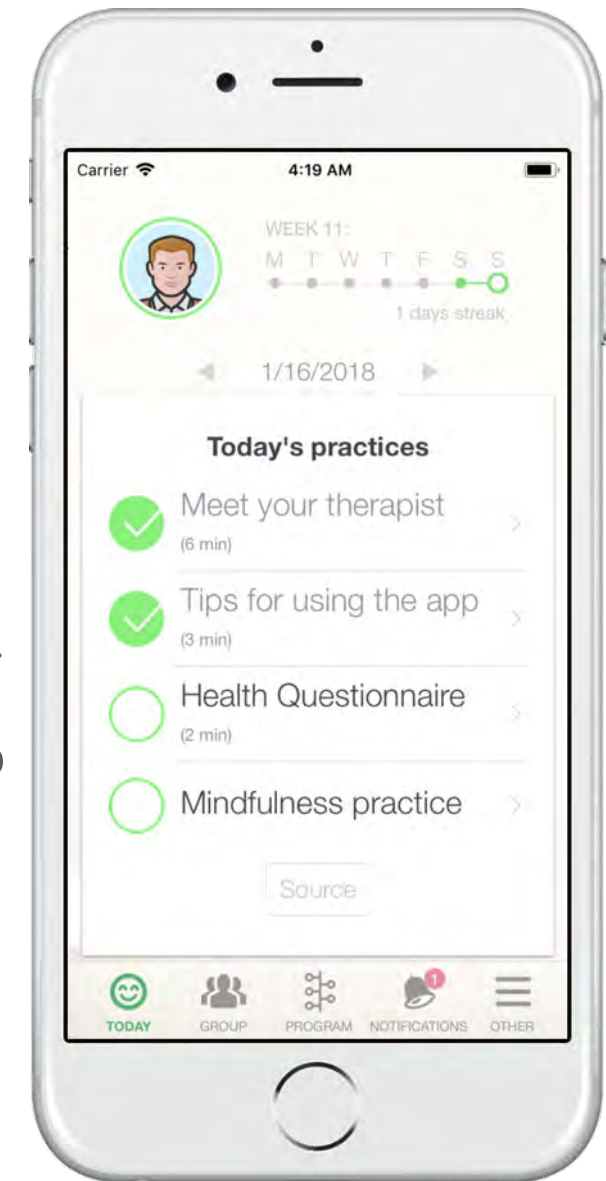 Carrier
4:19 AM
WEEK 11:
M T W T F S S
1 days streak
1/16/2018
Today's practices
Meet your therapist
(6 min)
Tips for using the app
(3 min)
Health Questionnaire
(2 min)
Mindfulness practice
Source
1
TODAY GROUP PROGRAM NOTIFICATIONS OTHER